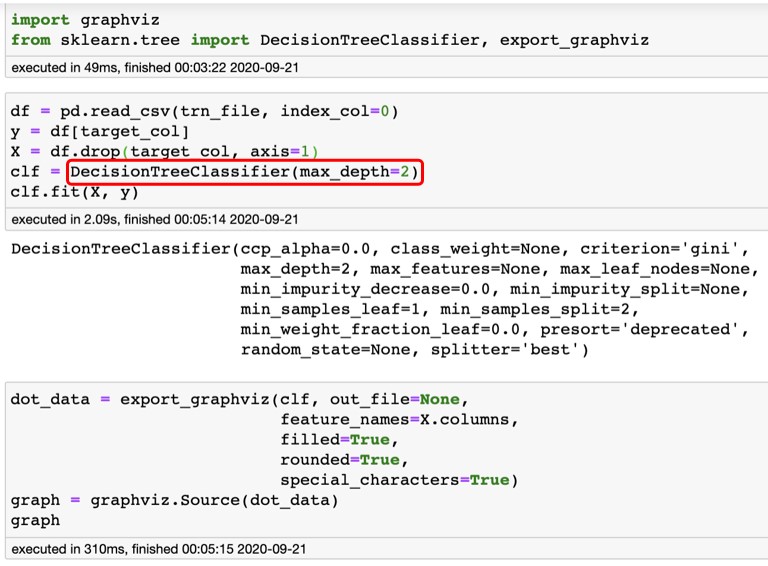 import graphviz
from sklearn.tree import DecisionTreeClassifier, export_graphviz
executed in 49ms, finished 00:03:22 2020-09-21
df = pd.read_csv(trn_file, index_col=0)
y = df[target_col]
X = df.drop(target_col, axis=1)
clf = DecisionTreeClassifier(max_depth=2)
clf.fit(X, y)
executed in 2.09s, finished 00:05:14 2020-09-21
DecisionTreeClassifier(ccp_alpha=0.0, class_weight=None, criterion='gini',
max_depth=2, max_features=None, max_leaf_nodes=None,
min_impurity_decrease=0.0, min_impurity_split=None,
min_samples_leaf=1, min_samples_split=2,
min_weight_fraction_leaf=0.0, presort='deprecated',
random_state=None, splitter='best')
dot_data = export_graphviz(clf, out_file=None,
feature_names=X.columns,
filled=True,
rounded=True,
special_characters=True)
graph = graphviz.Source(dot_data)
graph
executed in 310ms, finished 00:05:15 2020-09-21